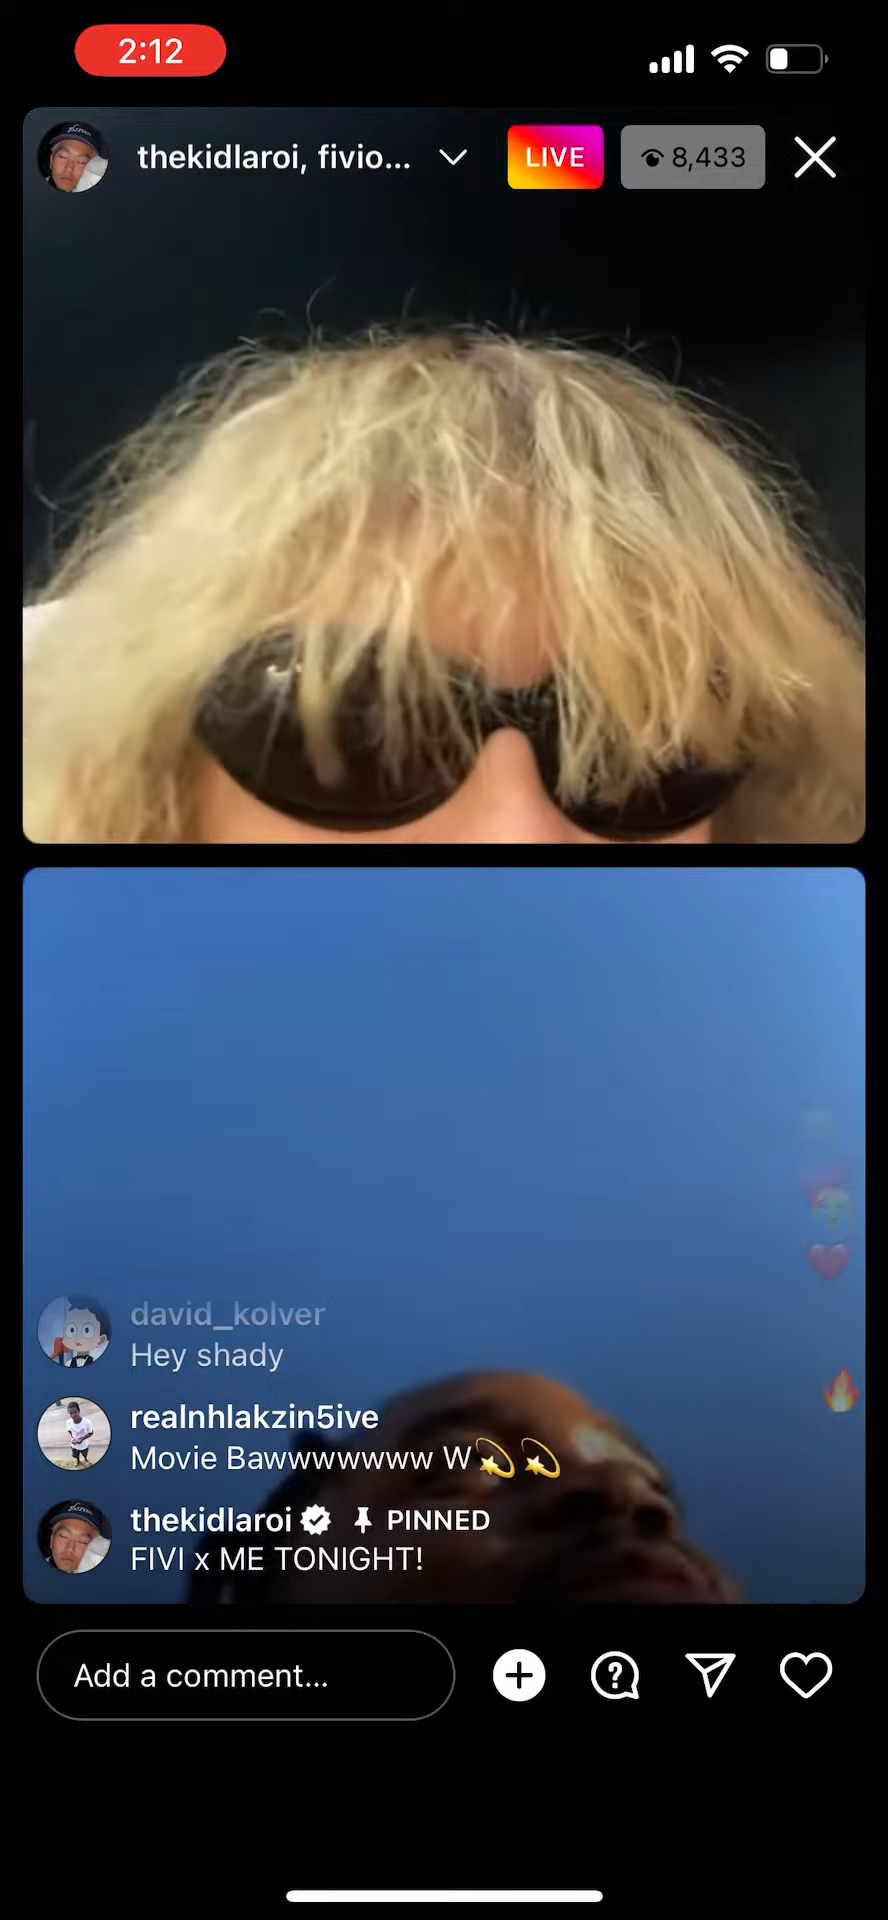 2:12
thekidlaroi, fivio...
LIVE
8,433
david_kolver
Hey shady
realnhlakzin5ive
Movie Bawwwwwww W💫💫
thekidlaroi PINNED
FIVI x ME TONIGHT!
Add a comment...